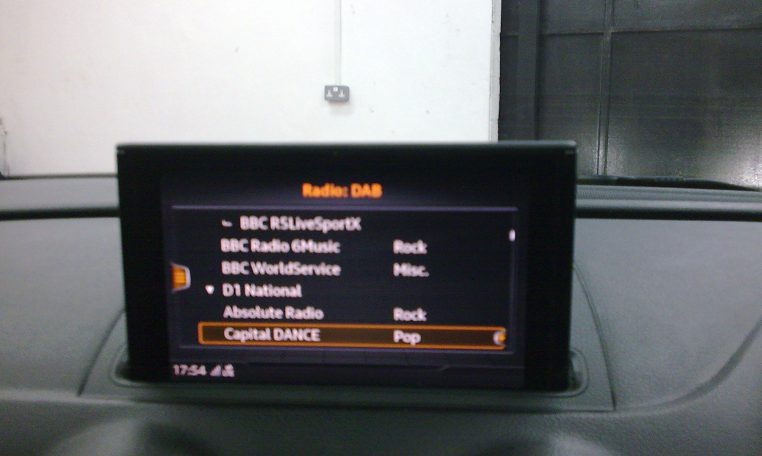 Radio: DAB
BBC R5LiveSportX
BBC Radio 6Music Rock
BBC WorldService Misc.
D1 National
Absolute Radio Rock
Capital DANCE Pop
17:54